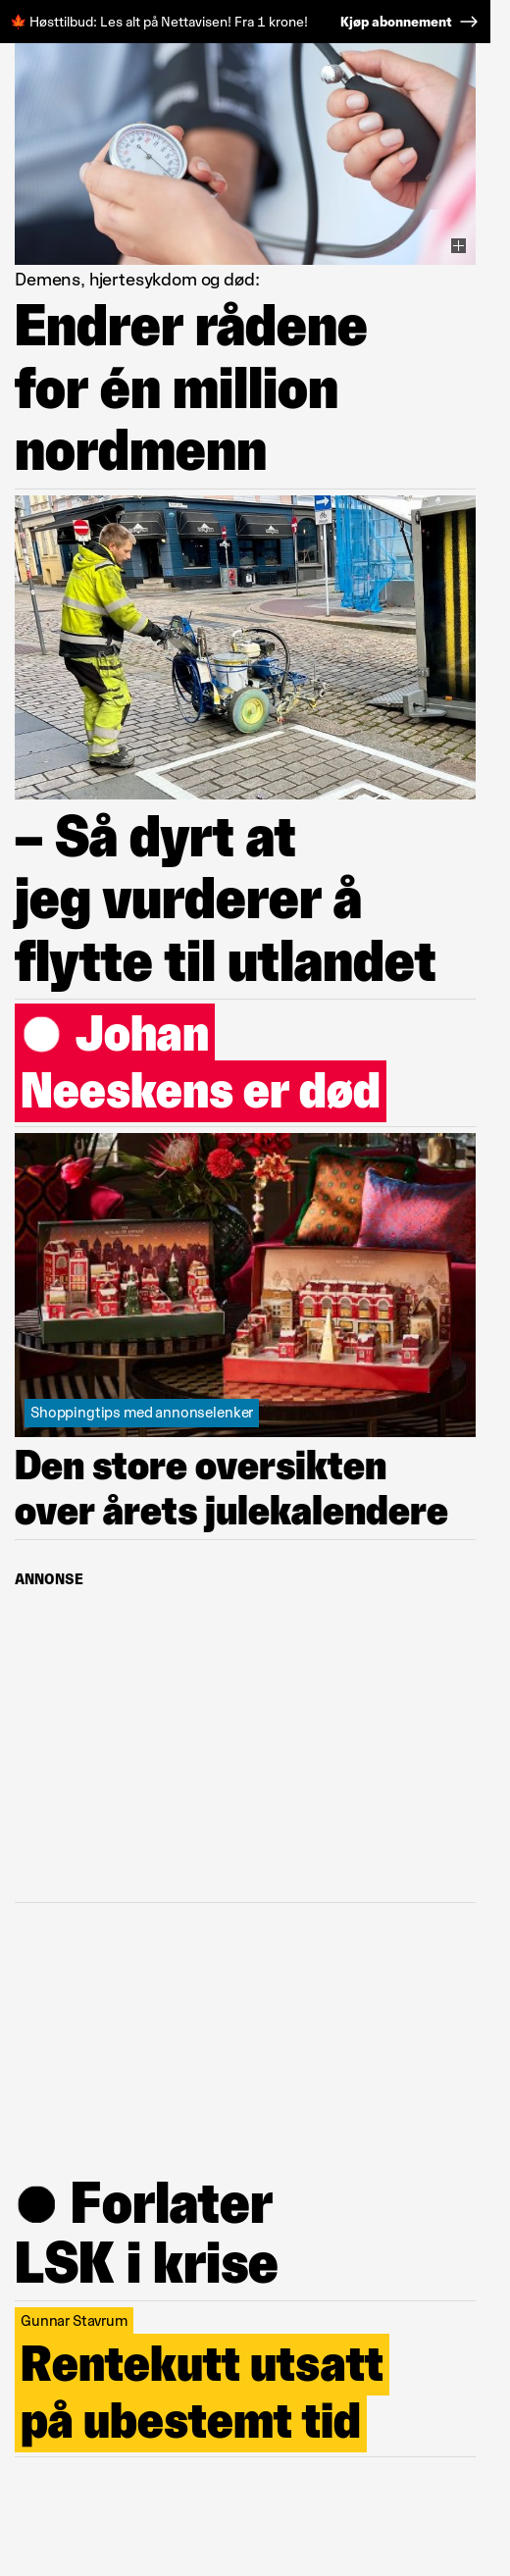 🍁 Høsttilbud: Les alt på Nettavisen! Fra 1 krone!
Kjøp abonnement →
Demens, hjertesykdom og død:
Endrer rådene
for én million
nordmenn
– Så dyrt at
jeg vurderer å
flytte til utlandet
● Johan
Neeskens er død
Shoppingtips med annonselenker
Den store oversikten
over årets julekalendere
ANNONSE
● Forlater
LSK i krise
Gunnar Stavrum
Rentekutt utsatt
på ubestemt tid